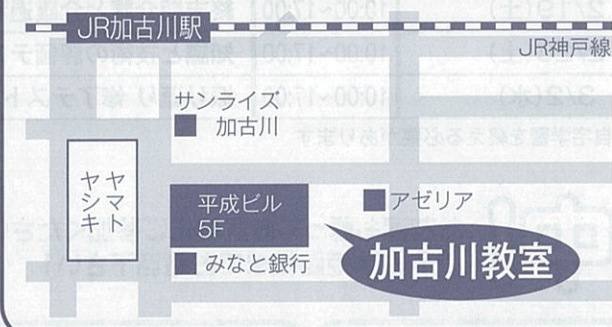 JR加古川駅
JR神戸線
サンライズ
加古川
ヤマト
ヤシキ
平成ビル
5F
アゼリア
みなと銀行
加古川教室